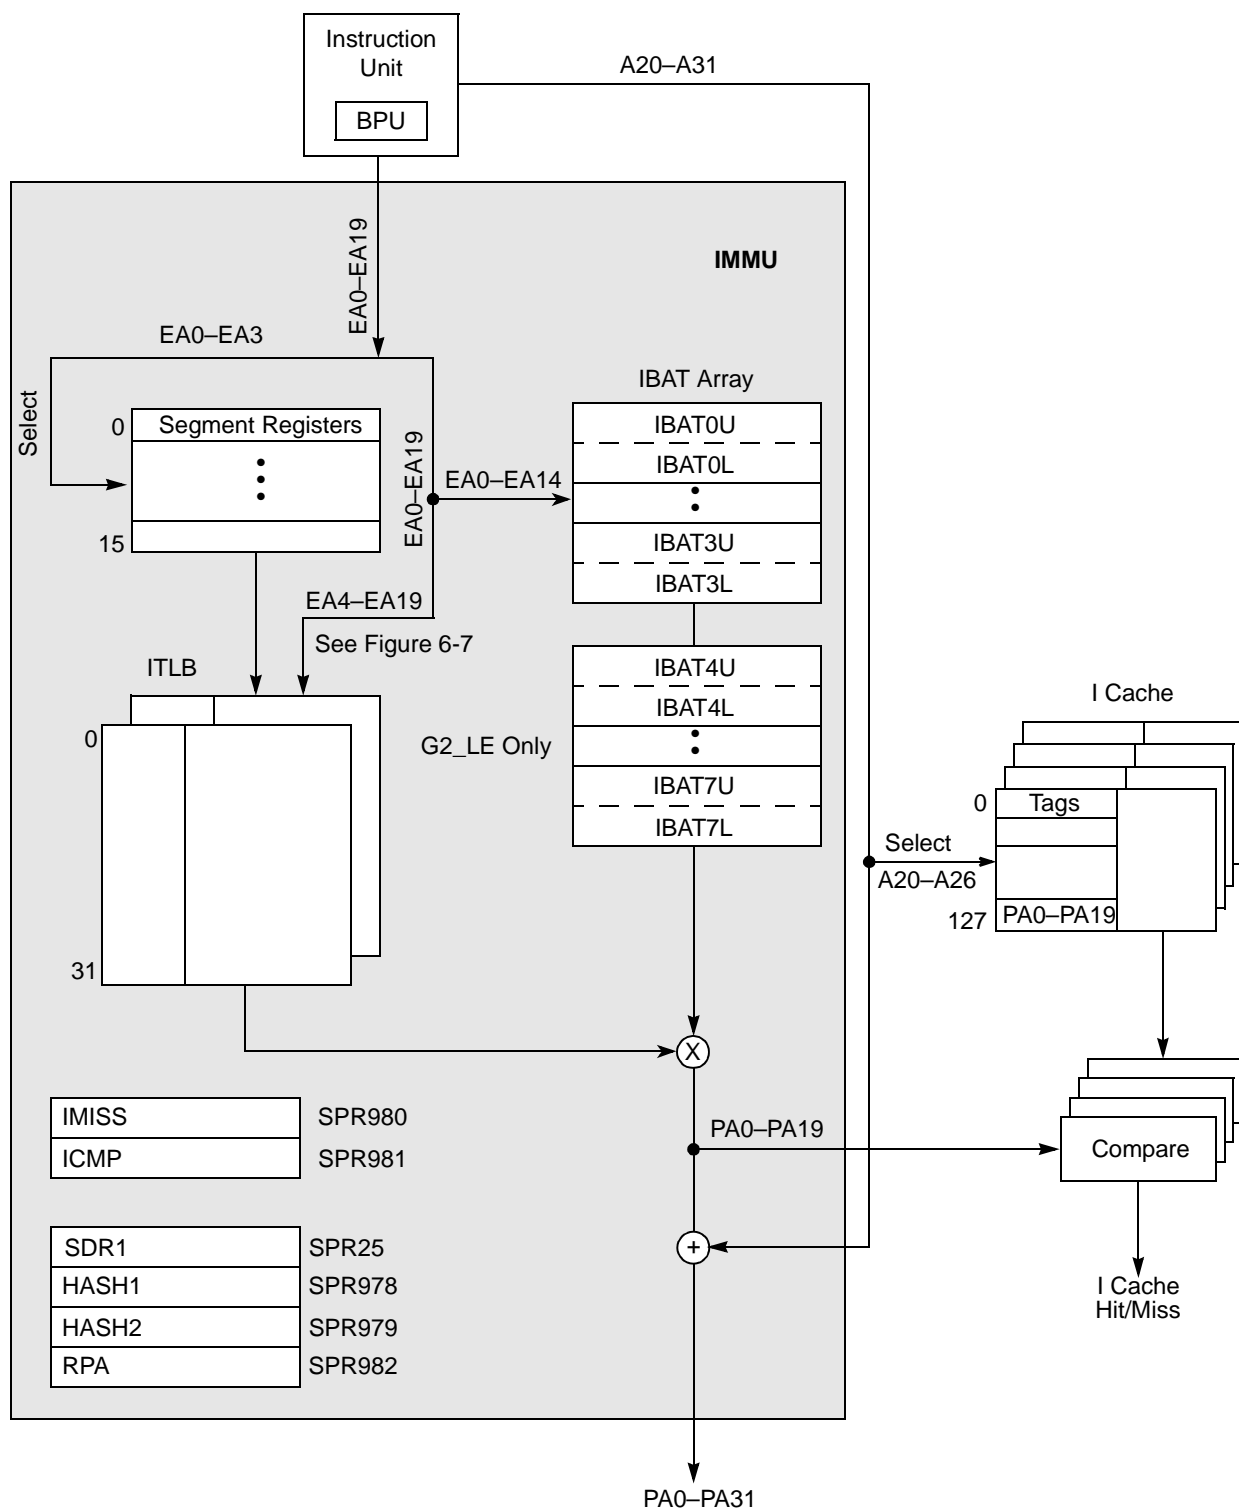 Instruction
Unit
BPU
A20–A31
EA0–EA19
IMMU
EA0–EA3
Select
IBAT Array
0
Segment Registers
15
EA0–EA19
EA0–EA14
IBAT0U
IBAT0L
IBAT3U
IBAT3L
EA4–EA19
See Figure 6-7
ITLB
0
31
G2_LE Only
IBAT4U
IBAT4L
IBAT7U
IBAT7L
I Cache
0
Tags
Select
A20–A26
127
PA0–PA19
X
IMISS
SPR980
ICMP
SPR981
PA0–PA19
Compare
SDR1
SPR25
+
HASH1
SPR978
HASH2
SPR979
RPA
SPR982
I Cache
Hit/Miss
PA0–PA31